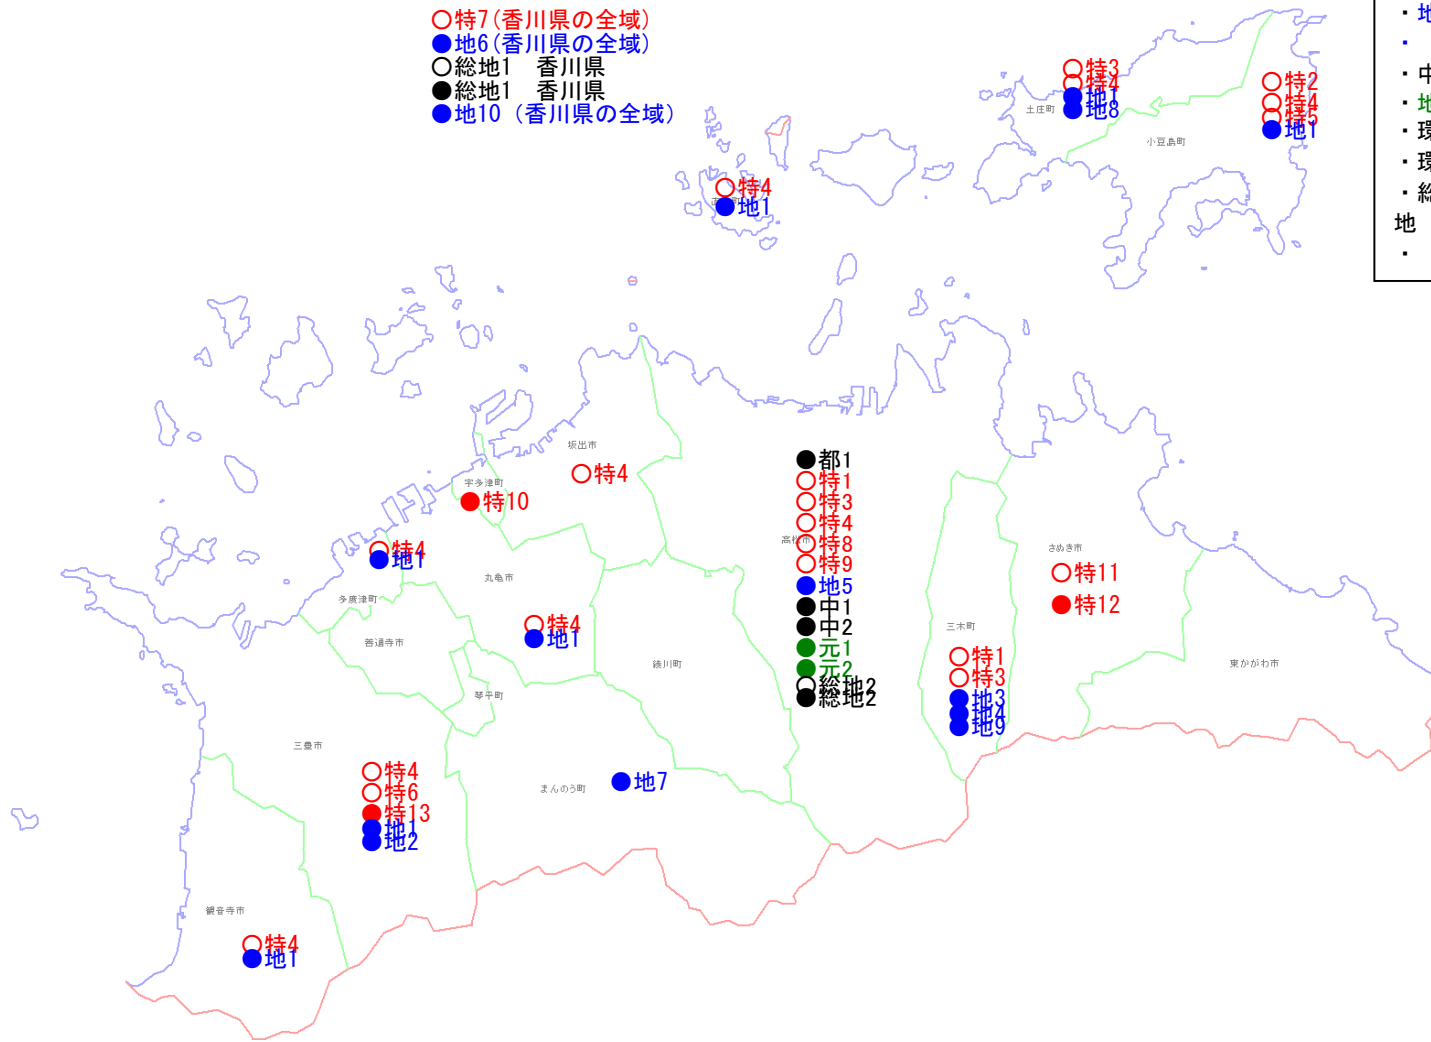 ○特7(香川県の全域)
●地6(香川県の全域)
○総地1　香川県
●総地1　香川県
●地10（香川県の全域）
・地
・
・中
・地
・環
・環
・総
地
・
○特3
○特4
●地1
●地8
土庄町
○特2
○特4
○特5
●地1
小豆島町
○特4
●地1
坂出市
○特4
宇多津町
●特10
○特4
●地1
多度津町
丸亀市
○特4
●地1
善通寺市
琴平町
綾川町
高松市
●都1
○特1
○特3
○特4
○特8
○特9
●地5
●中1
●中2
●元1
●元2
○総地2
●総地2
さぬき市
○特11
●特12
三木町
○特1
○特3
●地3
●地4
●地9
東かがわ市
三豊市
○特4
○特6
●特13
●地1
●地2
まんのう町
●地7
観音寺市
○特4
●地1